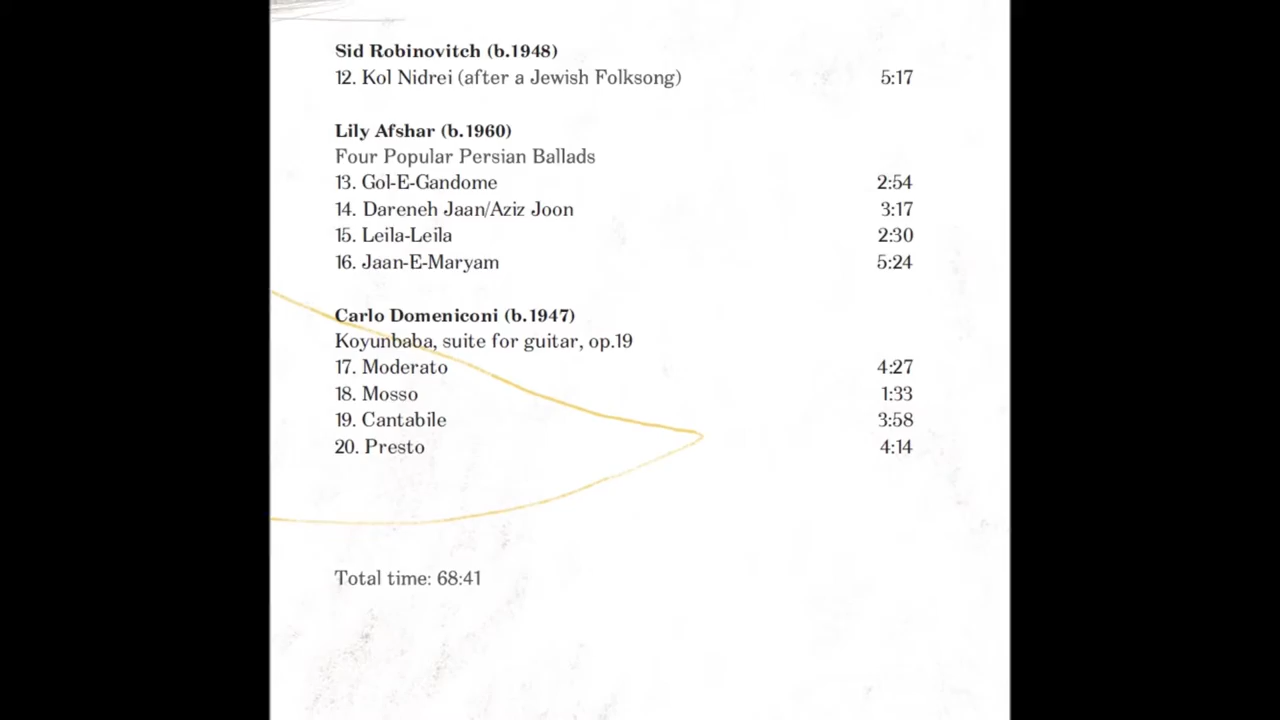 Sid Robinovitch (b.1948)
12. Kol Nidrei (after a Jewish Folksong) 5:17
Lily Afshar (b.1960)
Four Popular Persian Ballads
13. Gol-E-Gandome 2:54
14. Dareneh Jaan/Aziz Joon 3:17
15. Leila-Leila 2:30
16. Jaan-E-Maryam 5:24
Carlo Domeniconi (b.1947)
Koyunbaba, suite for guitar, op.19
17. Moderato 4:27
18. Mosso 1:33
19. Cantabile 3:58
20. Presto 4:14
Total time: 68:41